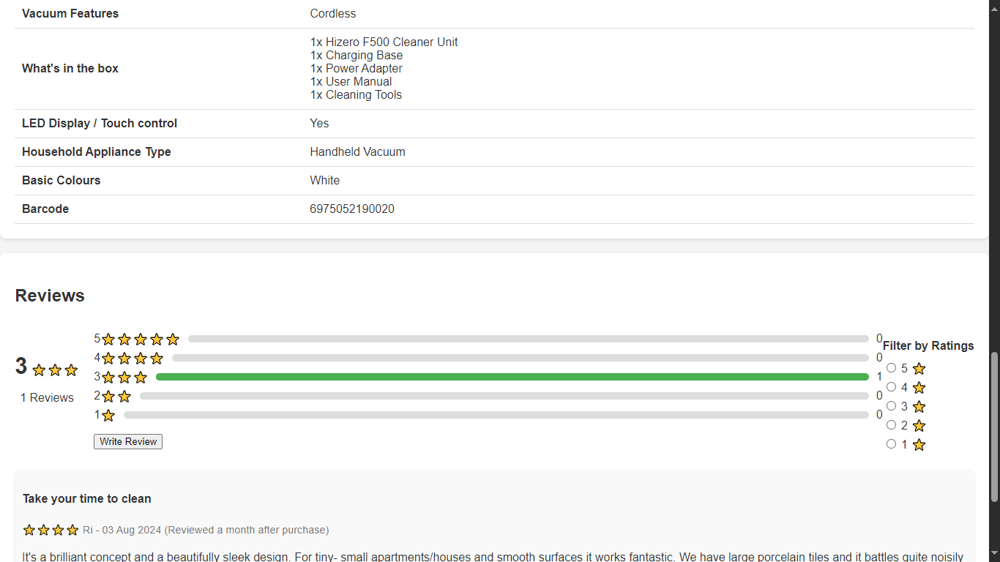 Vacuum Features Cordless
What's in the box
1x Hizero F500 Cleaner Unit
1x Charging Base
1x Power Adapter
1x User Manual
1x Cleaning Tools
LED Display / Touch control Yes
Household Appliance Type Handheld Vacuum
Basic Colours White
Barcode 6975052190020
Reviews
3
1 Reviews
5 0
4 0
3 1
2 0
1 0
Write Review
Filter by Ratings
5
4
3
2
1
Take your time to clean
Ri - 03 Aug 2024 (Reviewed a month after purchase)
It's a brilliant concept and a beautifully sleek design. For tiny- small apartments/houses and smooth surfaces it works fantastic. We have large porcelain tiles and it battles quite noisily